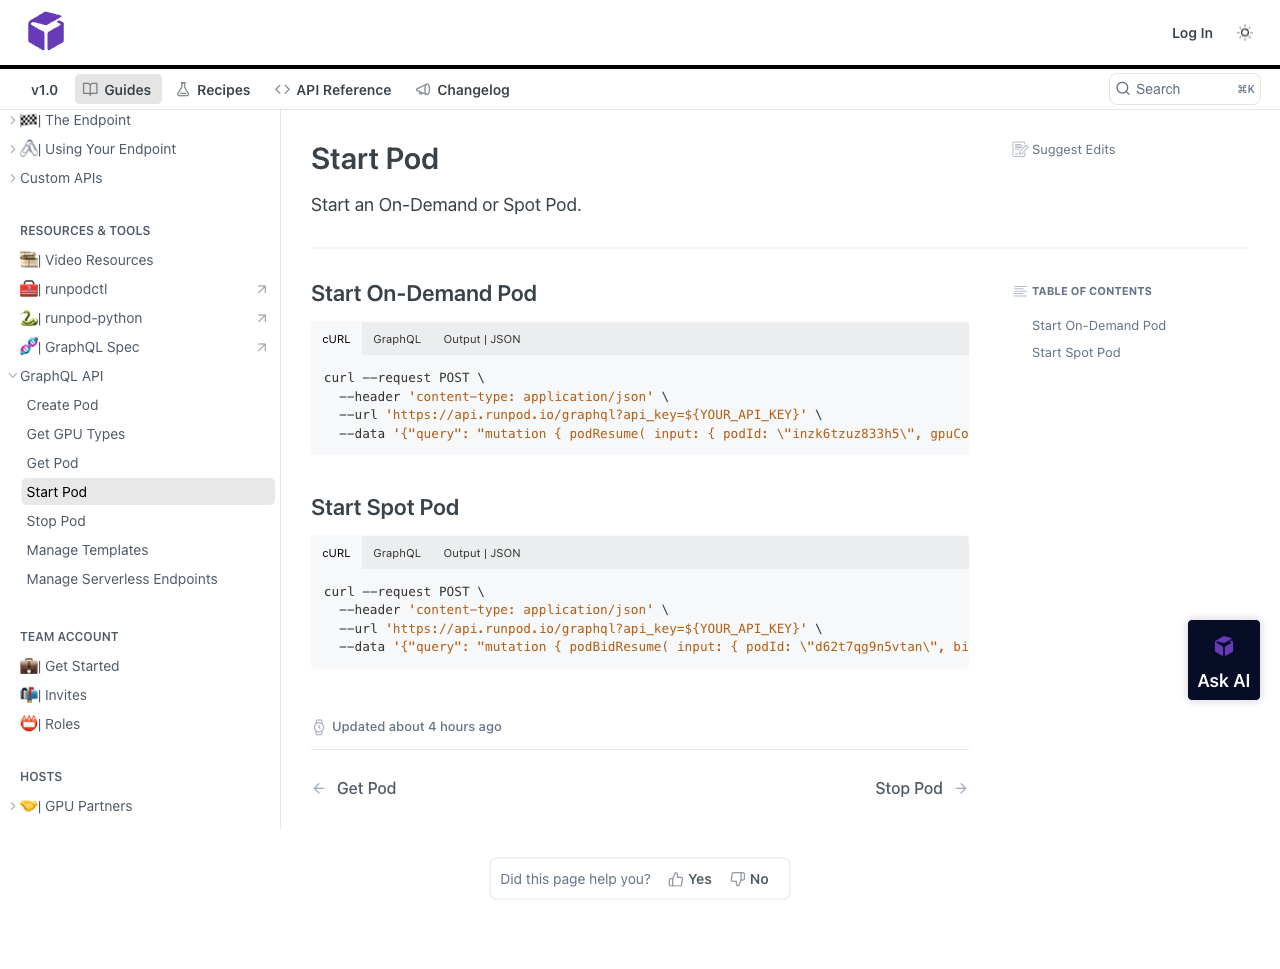 Log In
v1.0
Guides
Recipes
API Reference
Changelog
Search
⌘K
| The Endpoint
| Using Your Endpoint
Custom APIs
RESOURCES & TOOLS
| Video Resources
| runpodctl
| runpod-python
| GraphQL Spec
GraphQL API
Create Pod
Get GPU Types
Get Pod
Start Pod
Stop Pod
Manage Templates
Manage Serverless Endpoints
TEAM ACCOUNT
| Get Started
| Invites
| Roles
HOSTS
| GPU Partners
Start Pod
Start an On-Demand or Spot Pod.
Start On-Demand Pod
cURL GraphQL Output | JSON
curl --request POST \
--header 'content-type: application/json' \
--url 'https://api.runpod.io/graphql?api_key=${YOUR_API_KEY}' \
--data '{"query": "mutation { podResume( input: { podId: \"inzk6tzuz833h5\", gpuCo
Start Spot Pod
cURL GraphQL Output | JSON
curl --request POST \
--header 'content-type: application/json' \
--url 'https://api.runpod.io/graphql?api_key=${YOUR_API_KEY}' \
--data '{"query": "mutation { podBidResume( input: { podId: \"d62t7qg9n5vtan\", bi
Updated about 4 hours ago
Get Pod
Stop Pod
Suggest Edits
TABLE OF CONTENTS
Start On-Demand Pod
Start Spot Pod
Ask AI
Did this page help you? Yes No